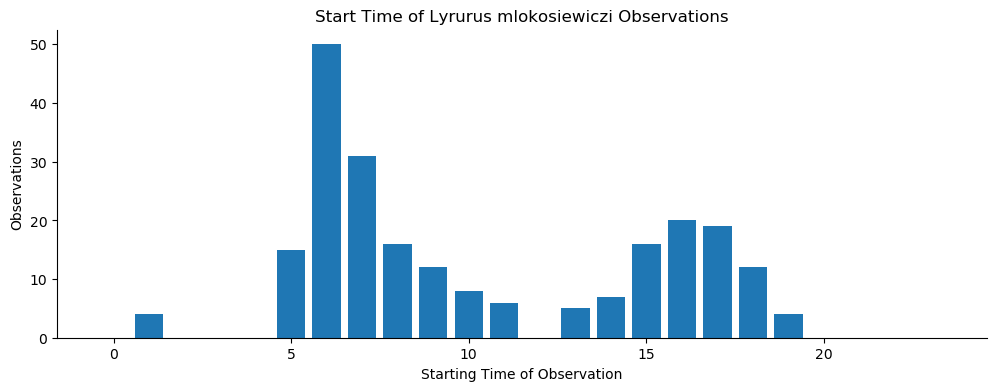 Start Time of Lyrurus mlokosiewiczi Observations
50
40
30
20
10
0
Observations
0 5 10 15 20
Starting Time of Observation